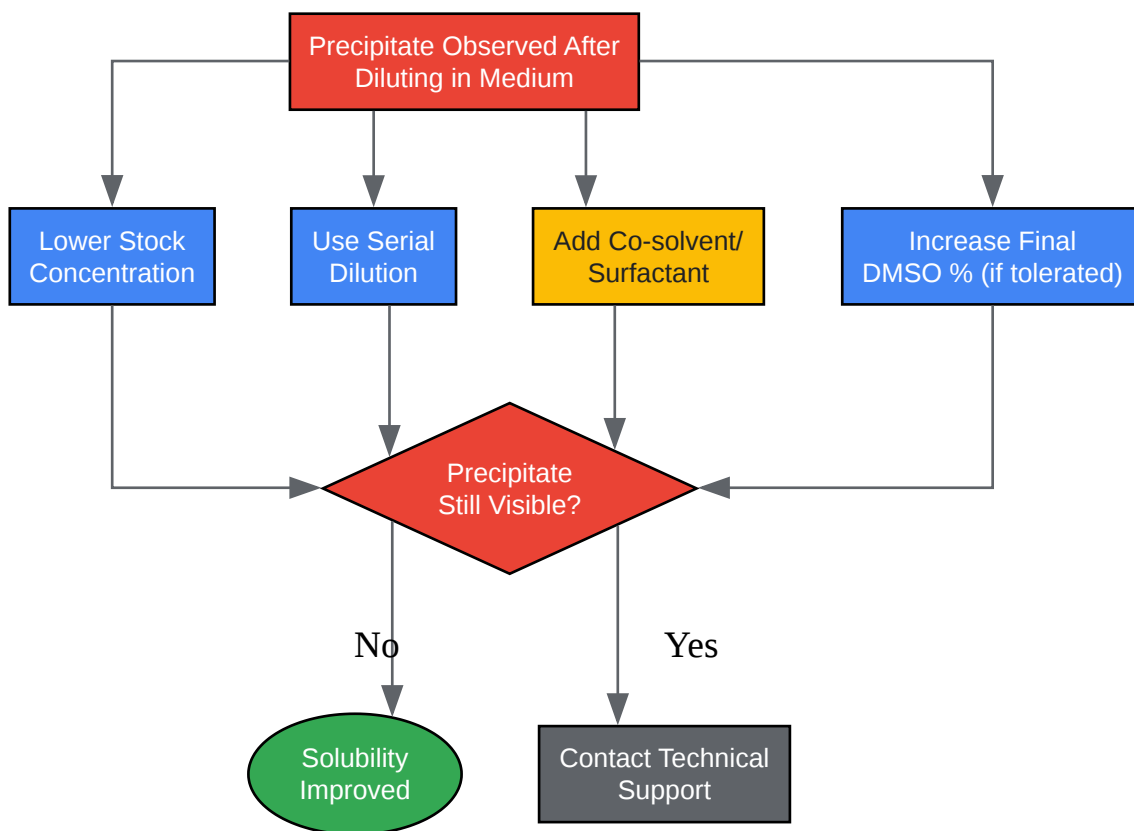 Precipitate Observed After
Diluting in Medium
Lower Stock
Concentration
Use Serial
Dilution
Add Co-solvent/
Surfactant
Increase Final
DMSO % (if tolerated)
Precipitate
Still Visible?
No
Yes
Solubility
Improved
Contact Technical
Support